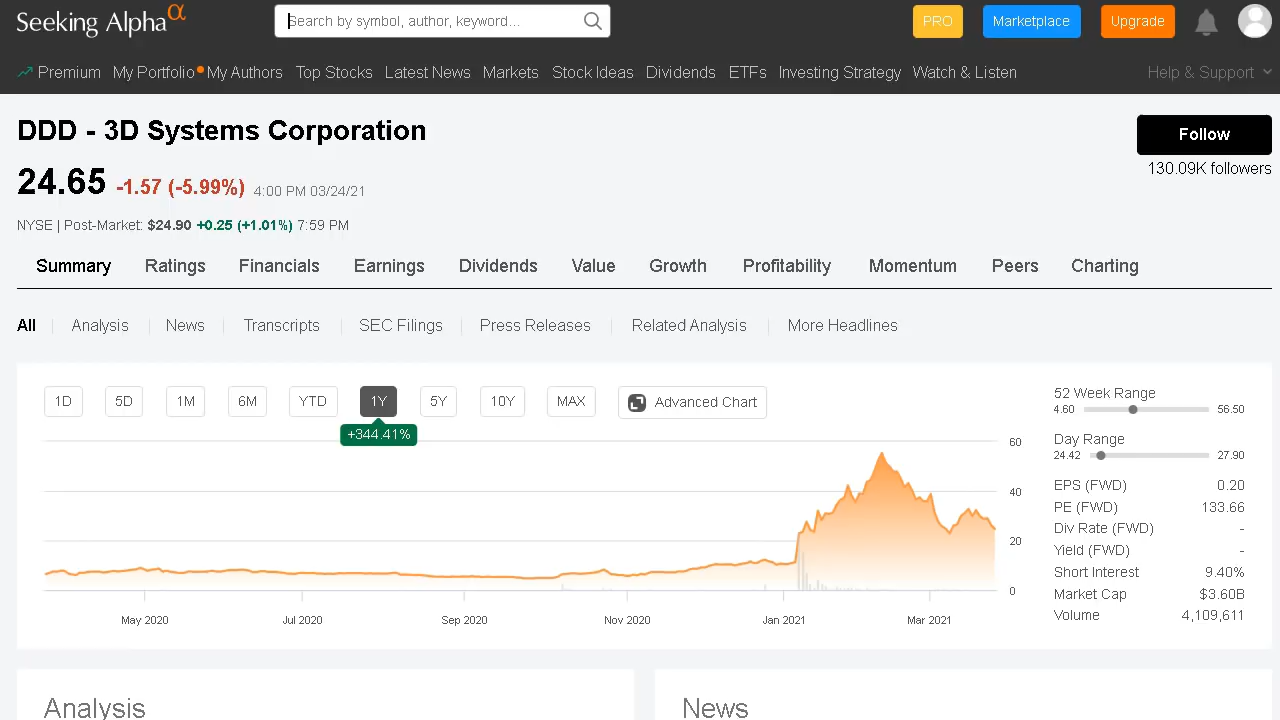 Seeking Alpha α
Search by symbol, author, keyword...
PRO
Marketplace
Upgrade
Premium My Portfolio My Authors Top Stocks Latest News Markets Stock Ideas Dividends ETFs Investing Strategy Watch & Listen Help & Support
DDD - 3D Systems Corporation
Follow
130.09K followers
24.65 -1.57 (-5.99%) 4:00 PM 03/24/21
NYSE | Post-Market: $24.90 +0.25 (+1.01%) 7:59 PM
Summary Ratings Financials Earnings Dividends Value Growth Profitability Momentum Peers Charting
All Analysis News Transcripts SEC Filings Press Releases Related Analysis More Headlines
1D 5D 1M 6M YTD 1Y 5Y 10Y MAX Advanced Chart
+344.41%
60
40
20
0
May 2020 Jul 2020 Sep 2020 Nov 2020 Jan 2021 Mar 2021
52 Week Range
4.60 56.50
Day Range
24.42 27.90
EPS (FWD) 0.20
PE (FWD) 133.66
Div Rate (FWD) -
Yield (FWD) -
Short Interest 9.40%
Market Cap $3.60B
Volume 4,109,611
Analysis
News